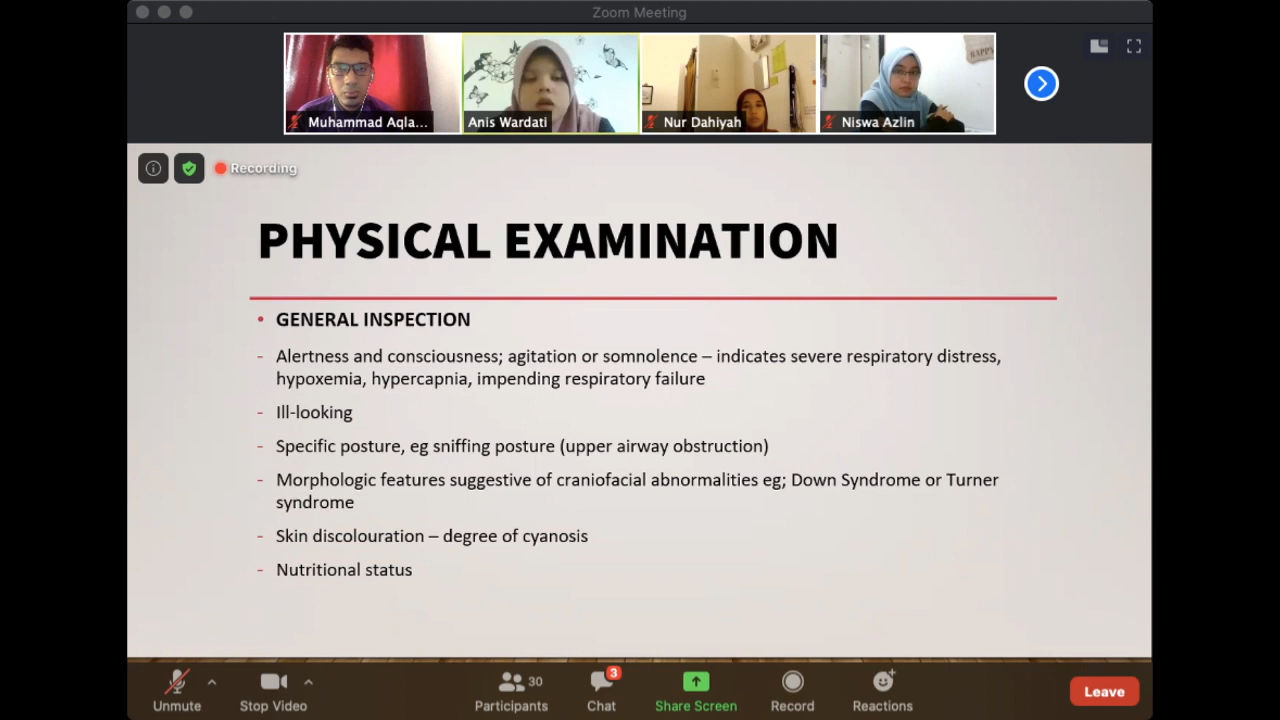 Zoom Meeting
Muhammad Aqla...
Anis Wardati
Nur Dahiyah
Niswa Azlin
Recording
PHYSICAL EXAMINATION
• GENERAL INSPECTION
- Alertness and consciousness; agitation or somnolence – indicates severe respiratory distress,
hypoxemia, hypercapnia, impending respiratory failure
- Ill-looking
- Specific posture, eg sniffing posture (upper airway obstruction)
- Morphologic features suggestive of craniofacial abnormalities eg; Down Syndrome or Turner
syndrome
- Skin discolouration – degree of cyanosis
- Nutritional status
30
3
Unmute
Stop Video
Participants
Chat
Share Screen
Record
Reactions
Leave